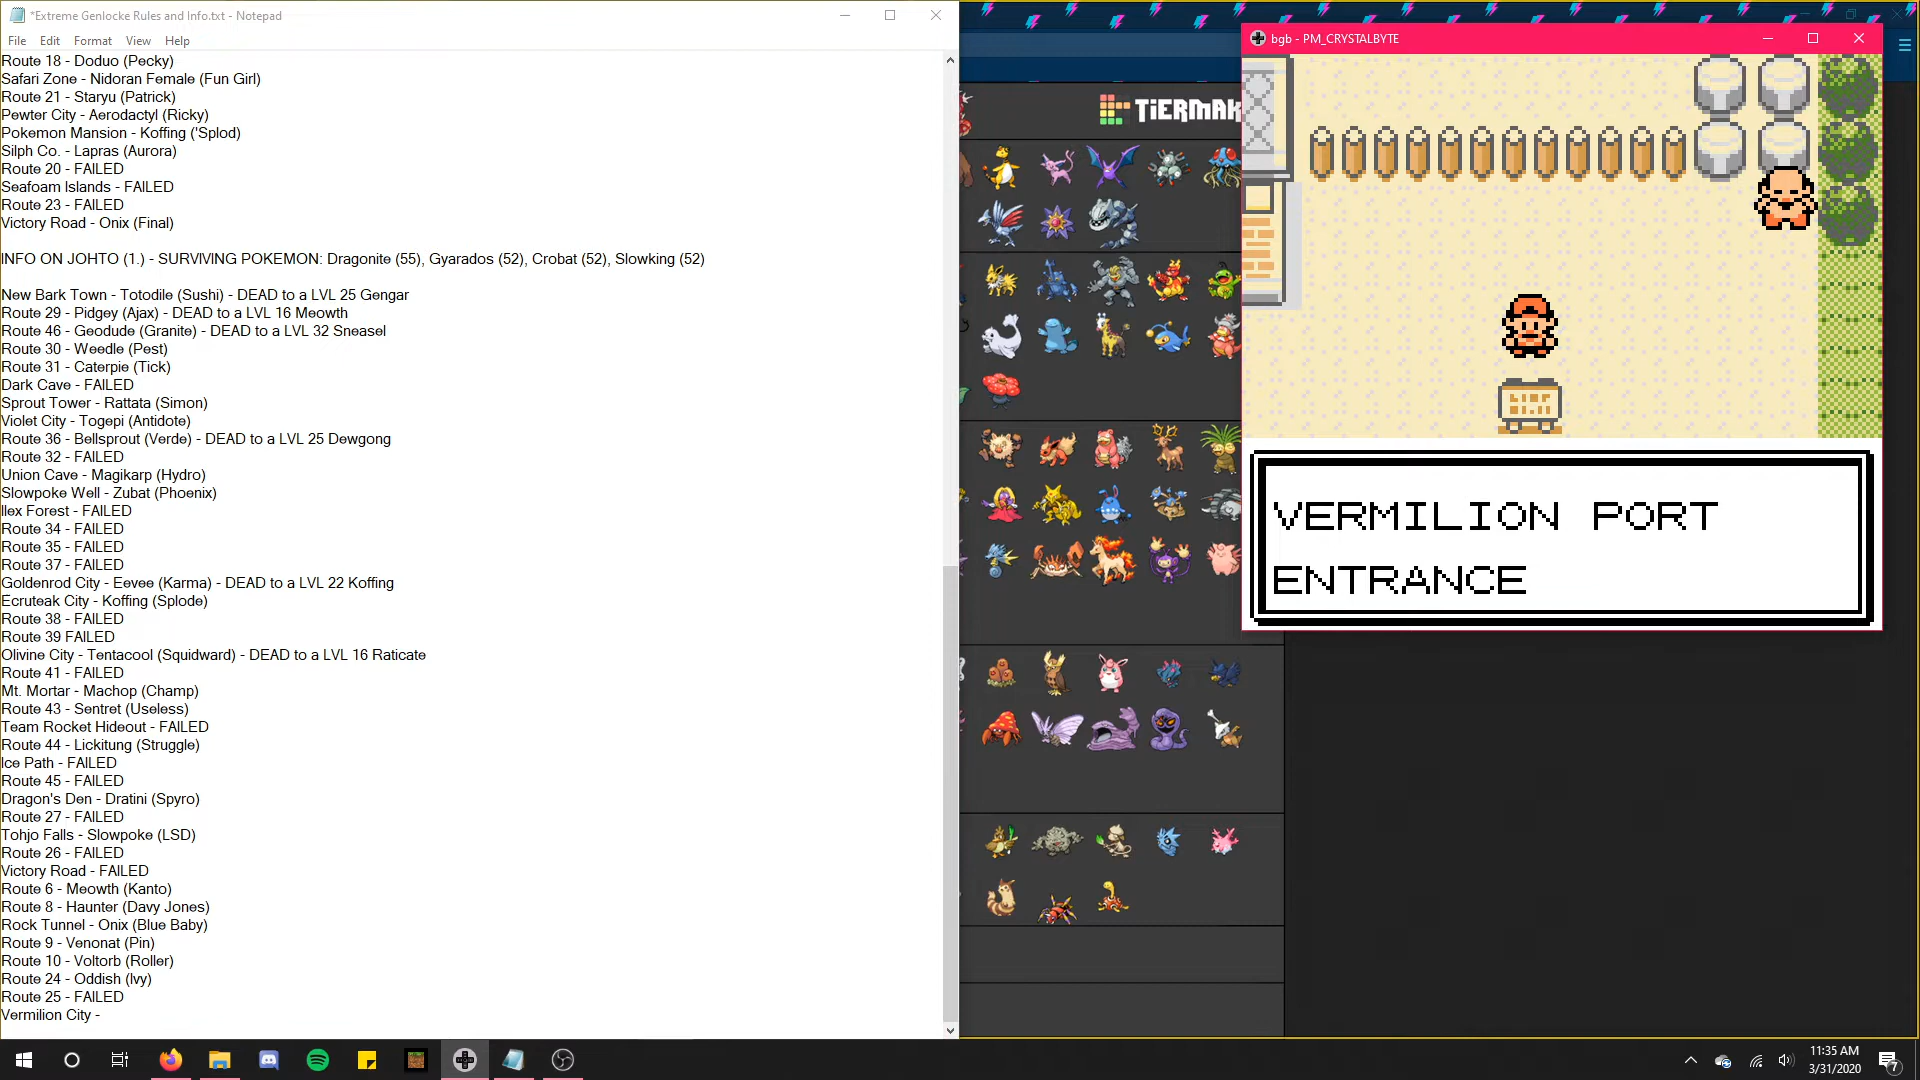 *Extreme Genlocke Rules and Info.txt - Notepad
File Edit Format View Help
Route 18 - Doduo (Pecky)
Safari Zone - Nidoran Female (Fun Girl)
Route 21 - Staryu (Patrick)
Pewter City - Aerodactyl (Ricky)
Pokemon Mansion - Koffing ('Splod)
Silph Co. - Lapras (Aurora)
Route 20 - FAILED
Seafoam Islands - FAILED
Route 23 - FAILED
Victory Road - Onix (Final)
INFO ON JOHTO (1.) - SURVIVING POKEMON: Dragonite (55), Gyarados (52), Crobat (52), Slowking (52)
New Bark Town - Totodile (Sushi) - DEAD to a LVL 25 Gengar
Route 29 - Pidgey (Ajax) - DEAD to a LVL 16 Meowth
Route 46 - Geodude (Granite) - DEAD to a LVL 32 Sneasel
Route 30 - Weedle (Pest)
Route 31 - Caterpie (Tick)
Dark Cave - FAILED
Sprout Tower - Rattata (Simon)
Violet City - Togepi (Antidote)
Route 36 - Bellsprout (Verde) - DEAD to a LVL 25 Dewgong
Route 32 - FAILED
Union Cave - Magikarp (Hydro)
Slowpoke Well - Zubat (Phoenix)
Ilex Forest - FAILED
Route 34 - FAILED
Route 35 - FAILED
Route 37 - FAILED
Goldenrod City - Eevee (Karma) - DEAD to a LVL 22 Koffing
Ecruteak City - Koffing (Splode)
Route 38 - FAILED
Route 39 FAILED
Olivine City - Tentacool (Squidward) - DEAD to a LVL 16 Raticate
Route 41 - FAILED
Mt. Mortar - Machop (Champ)
Route 43 - Sentret (Useless)
Team Rocket Hideout - FAILED
Route 44 - Lickitung (Struggle)
Ice Path - FAILED
Route 45 - FAILED
Dragon's Den - Dratini (Spyro)
Route 27 - FAILED
Tohjo Falls - Slowpoke (LSD)
Route 26 - FAILED
Victory Road - FAILED
Route 6 - Meowth (Kanto)
Route 8 - Haunter (Davy Jones)
Rock Tunnel - Onix (Blue Baby)
Route 9 - Venonat (Pin)
Route 10 - Voltorb (Roller)
Route 24 - Oddish (Ivy)
Route 25 - FAILED
Vermilion City -
TiERMAK
bgb - PM_CRYSTALBYTE
VERMILION PORT
ENTRANCE
11:35 AM
3/31/2020
7